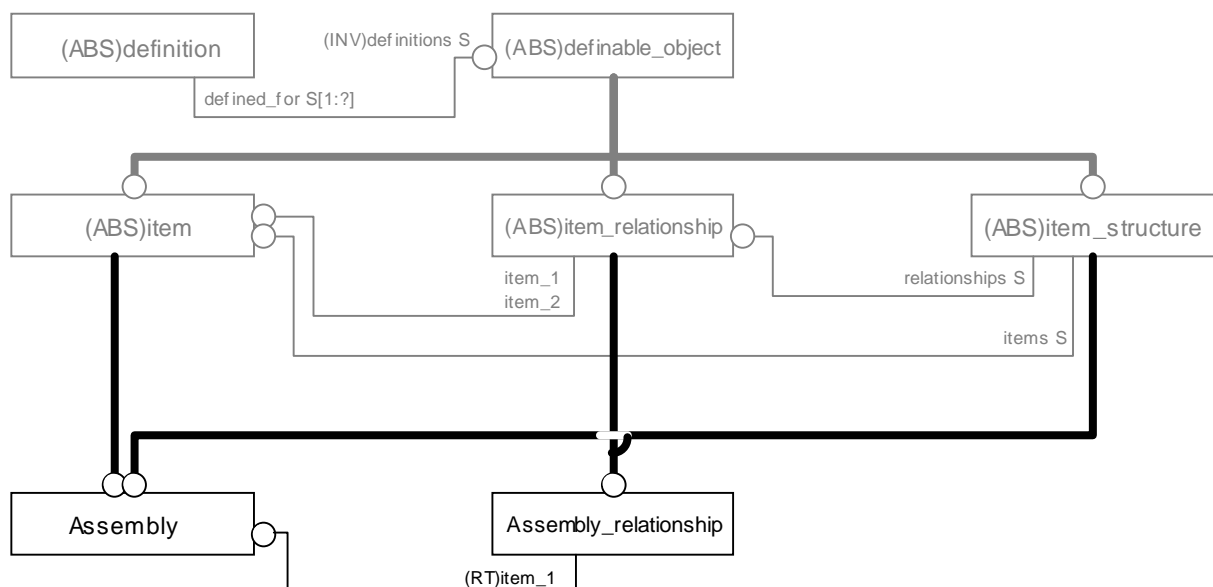 (ABS)definition
(INV)definitions S
(ABS)definable_object
defined_for S[1:?]
(ABS)item
(ABS)item_relationship
(ABS)item_structure
item_1
item_2
relationships S
items S
Assembly
Assembly_relationship
(RT)item_1